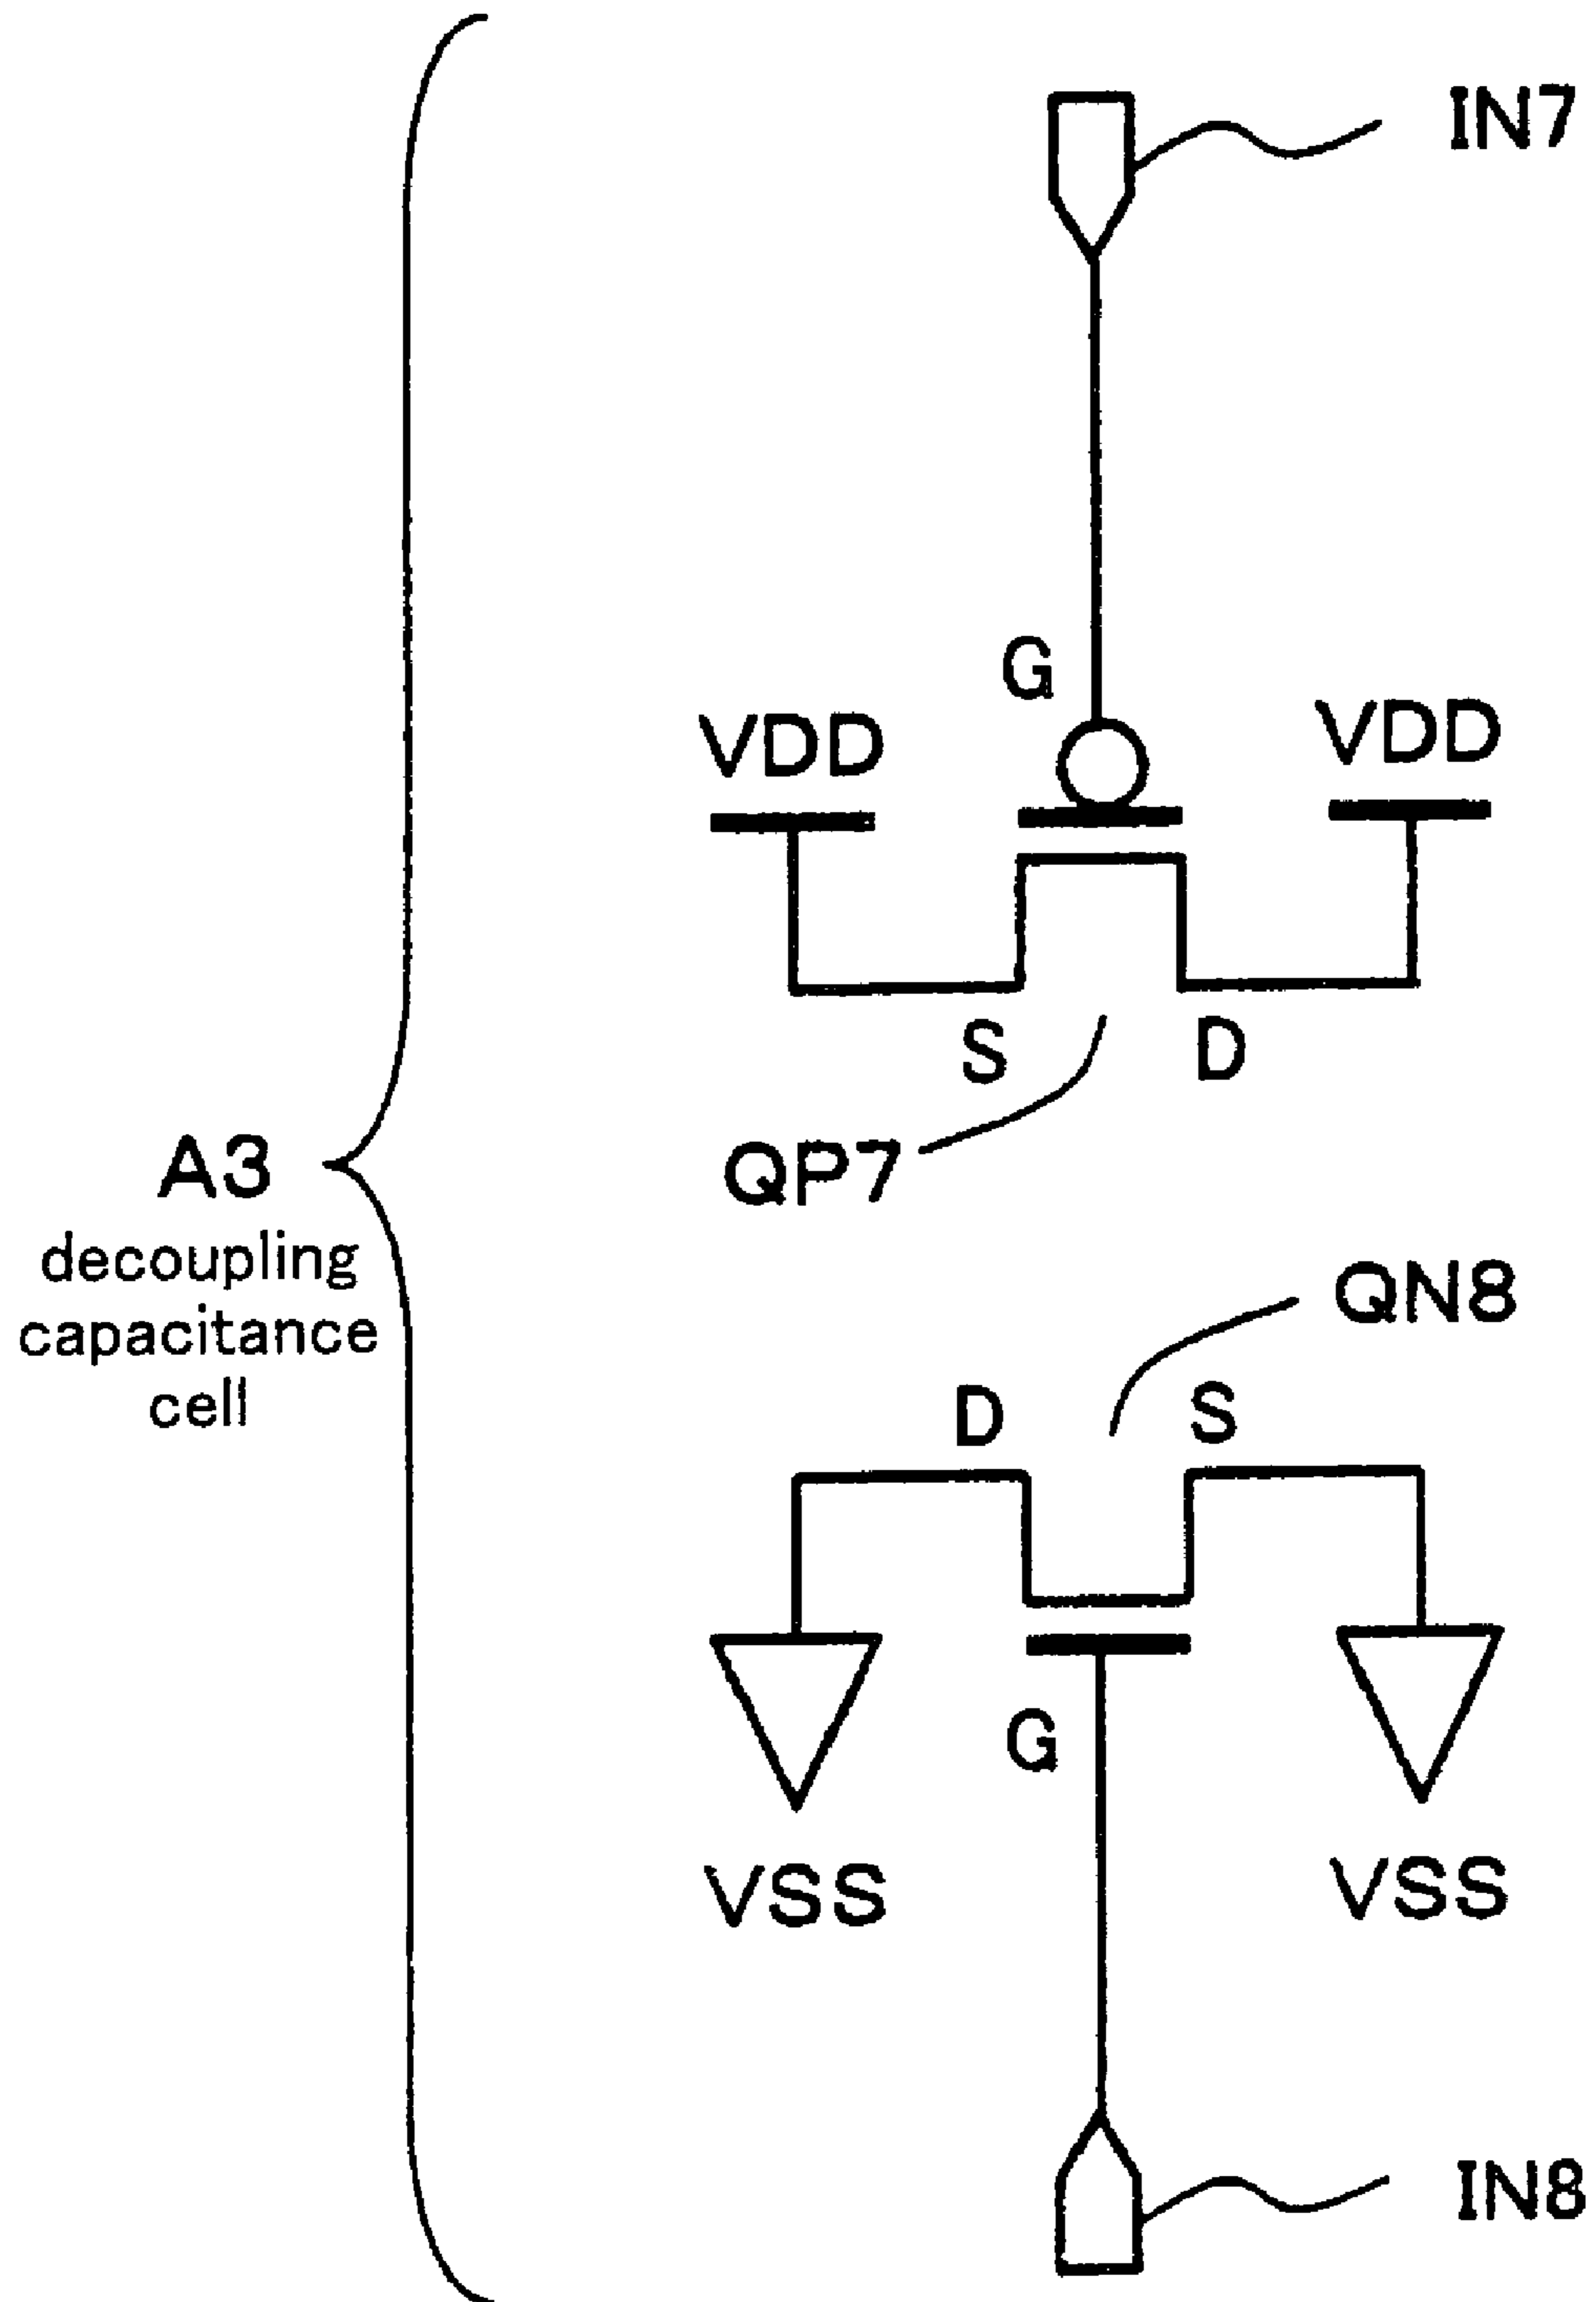 IN7
G
VDD
VDD
S
D
QP7
A3
decoupling
capacitance
cell
QN8
D
S
G
VSS
VSS
IN8